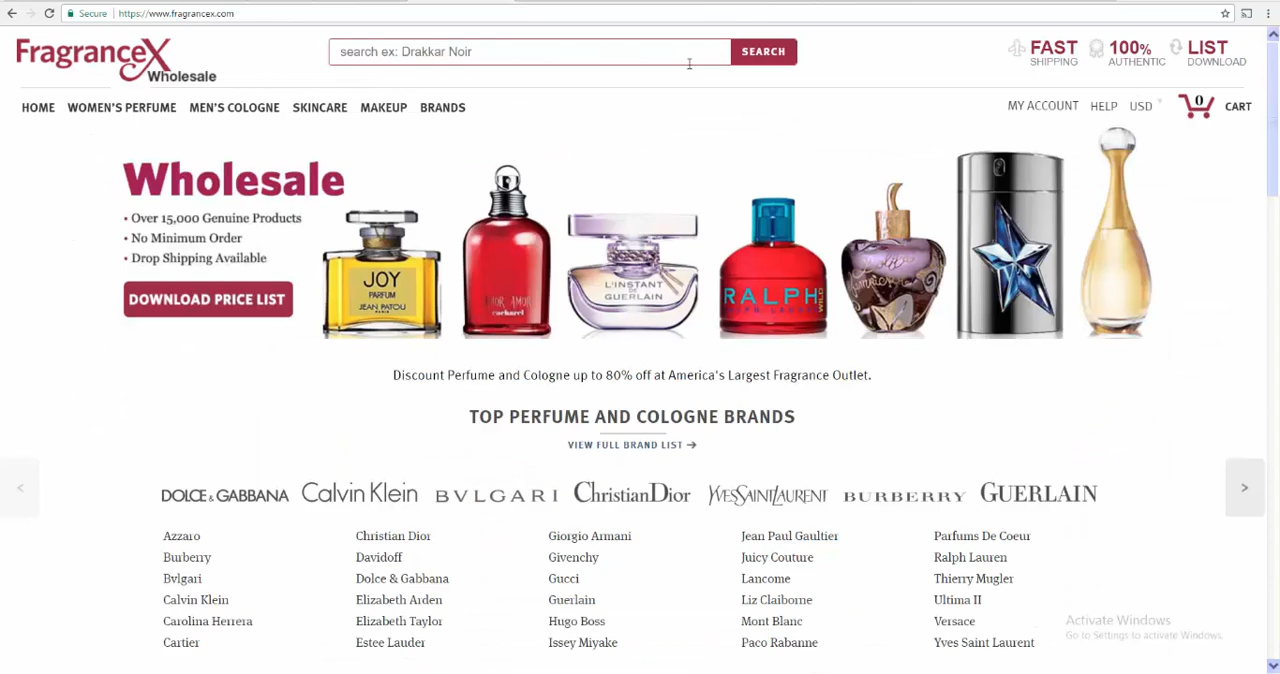 Secure https://www.fragrancex.com
FragranceX
Wholesale
search ex: Drakkar Noir
SEARCH
FAST
SHIPPING
100%
AUTHENTIC
LIST
DOWNLOAD
HOME WOMEN'S PERFUME MEN'S COLOGNE SKINCARE MAKEUP BRANDS
MY ACCOUNT HELP USD 0 CART
Wholesale
• Over 15,000 Genuine Products
• No Minimum Order
• Drop Shipping Available
DOWNLOAD PRICE LIST
JOY
PARFUM
JEAN PATOU
PARIS
AMOR AMOR
cacharel
L'INSTANT
DE
GUERLAIN
RALPH
WILD
Discount Perfume and Cologne up to 80% off at America's Largest Fragrance Outlet.
TOP PERFUME AND COLOGNE BRANDS
VIEW FULL BRAND LIST →
< >
DOLCE & GABBANA Calvin Klein BVLGARI ChristianDior YVESSAINTLAURENT BURBERRY GUERLAIN
Azzaro Christian Dior Giorgio Armani Jean Paul Gaultier Parfums De Coeur
Burberry Davidoff Givenchy Juicy Couture Ralph Lauren
Bvlgari Dolce & Gabbana Gucci Lancome Thierry Mugler
Calvin Klein Elizabeth Arden Guerlain Liz Claiborne Ultima II
Carolina Herrera Elizabeth Taylor Hugo Boss Mont Blanc Versace
Cartier Estee Lauder Issey Miyake Paco Rabanne Yves Saint Laurent
Activate Windows
Go to Settings to activate Windows.